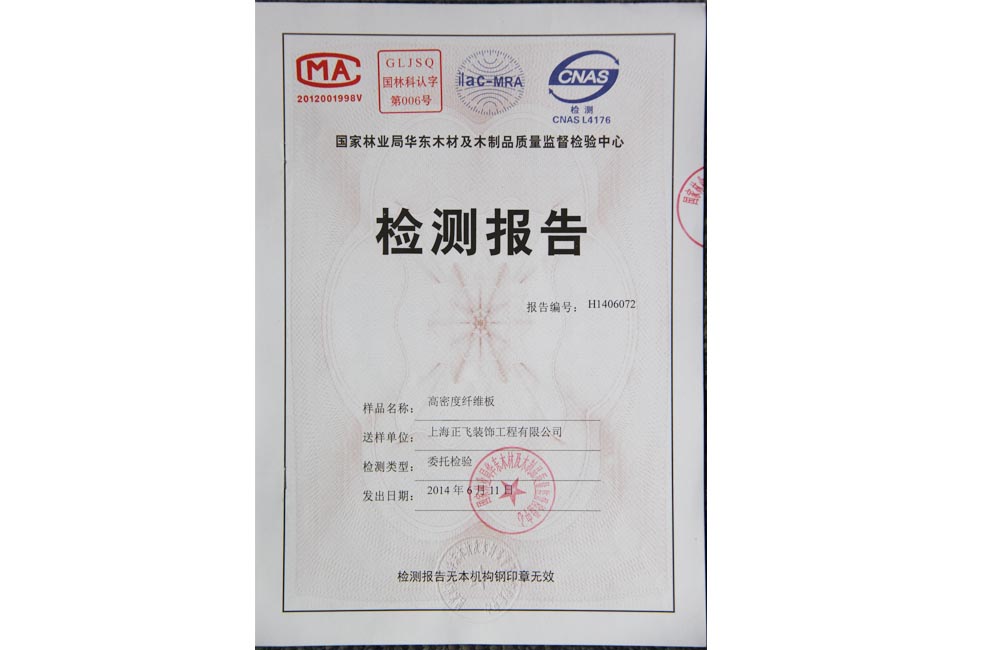 MA
2012001998V
GLJSQ
国林科认字
第006号
ilac-MRA
CNAS
检 测
CNAS L4176
国家林业局华东木材及木制品质量监督检验中心
检测报告
报告编号： H1406072
样品名称： 高密度纤维板
送样单位： 上海正飞装饰工程有限公司
检测类型： 委托检验
发出日期： 2014 年 6 月 11 日
检测报告无本机构钢印章无效